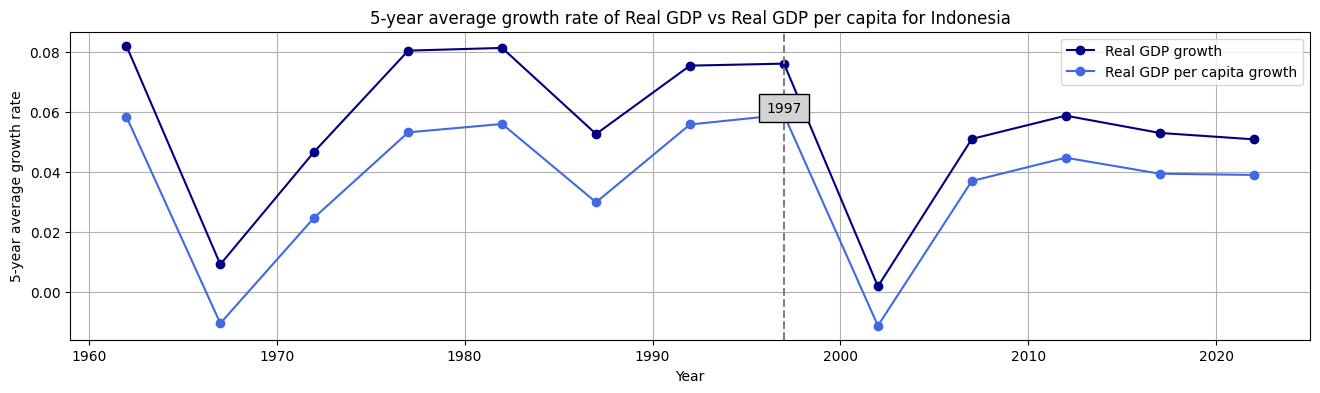 5-year average growth rate of Real GDP vs Real GDP per capita for Indonesia
5-year average growth rate
0.08
0.06
0.04
0.02
0.00
Real GDP growth
Real GDP per capita growth
1997
1960
1970
1980
1990
2000
2010
2020
Year